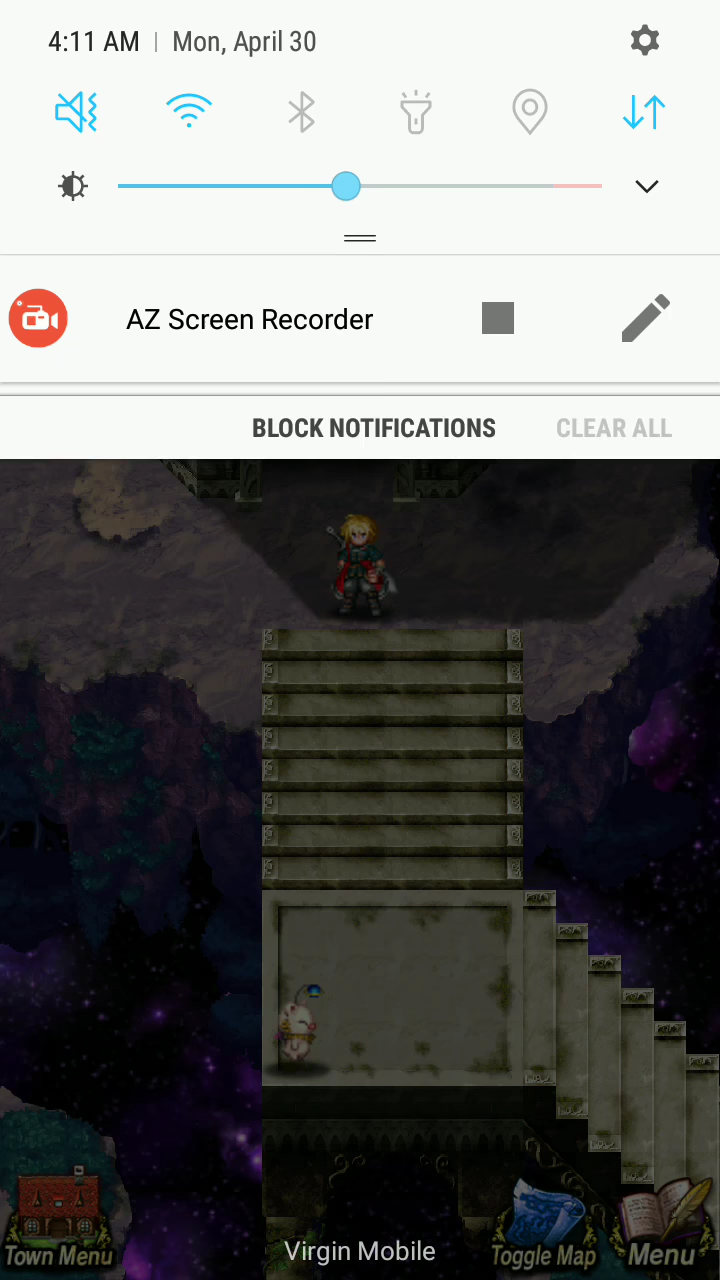 4:11 AM | Mon, April 30
AZ Screen Recorder
BLOCK NOTIFICATIONS CLEAR ALL
Town Menu
Virgin Mobile
Toggle Map
Menu